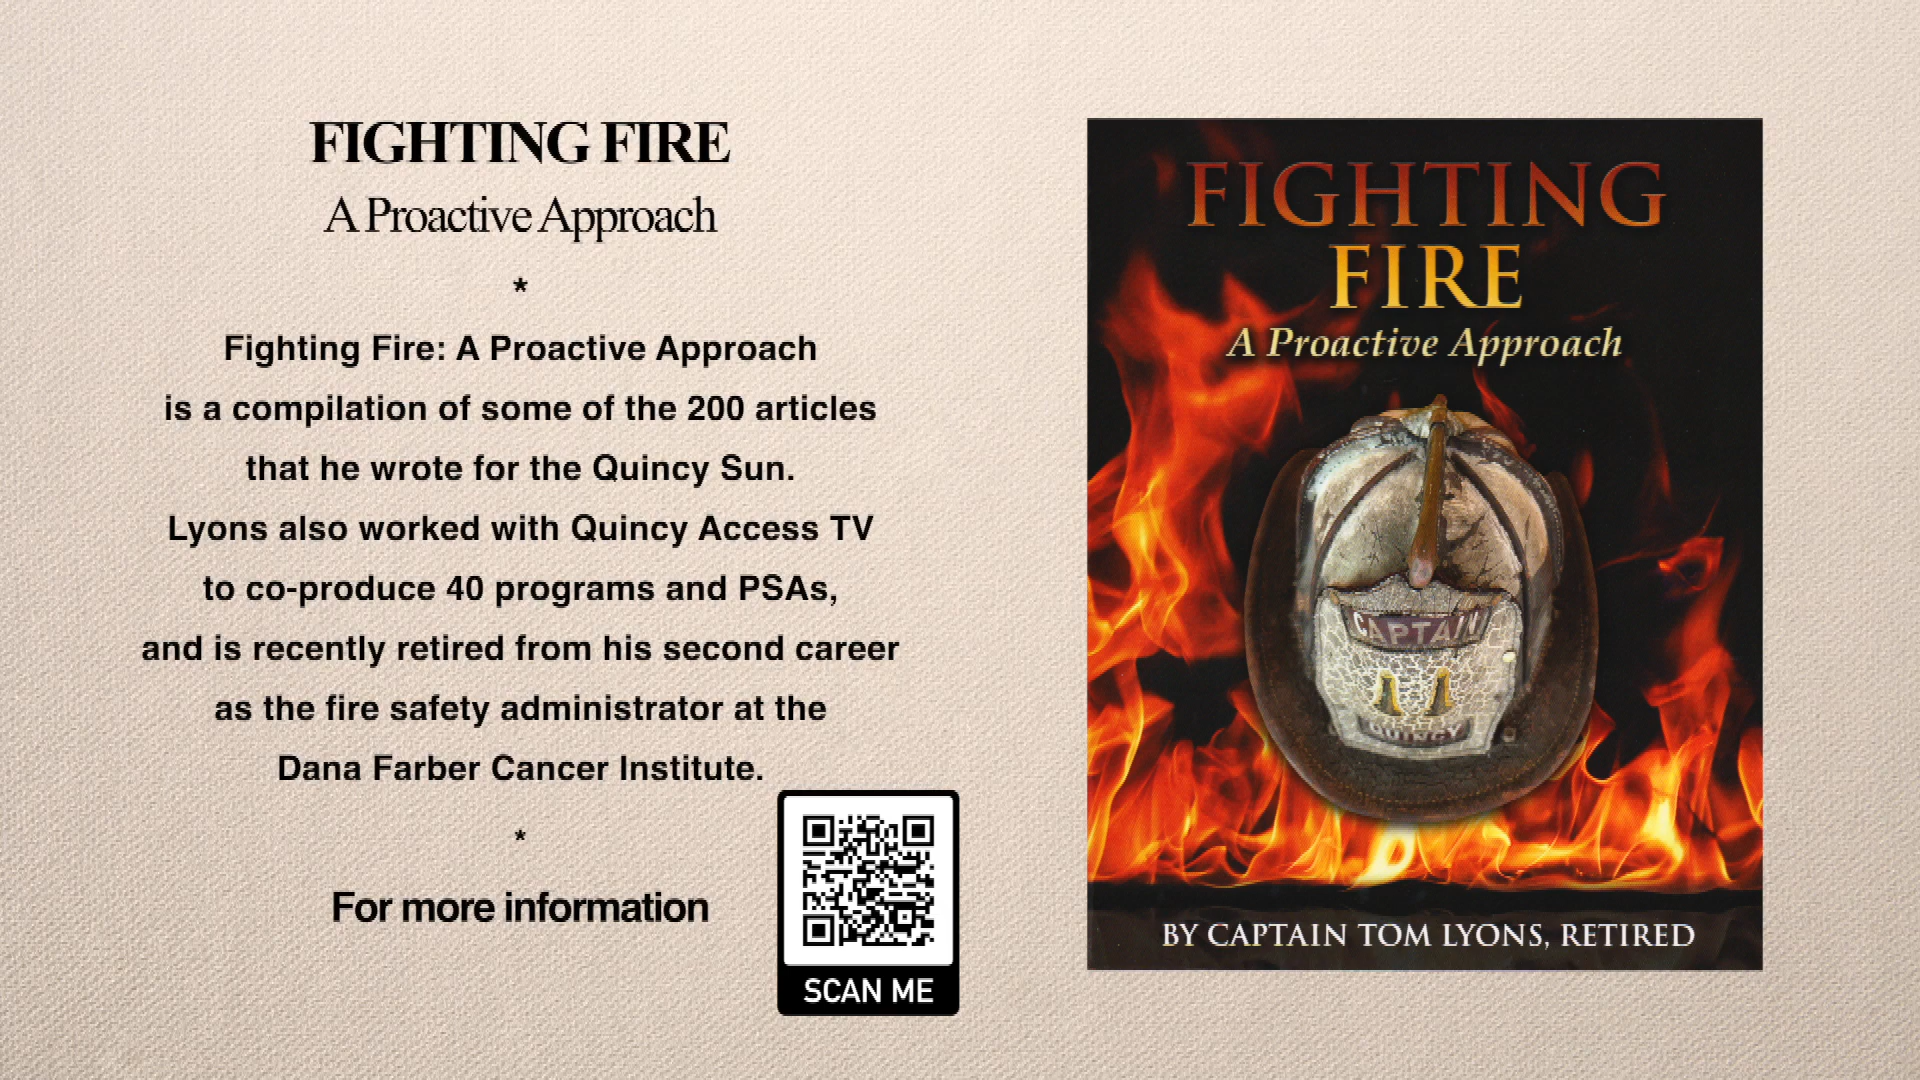 FIGHTING FIRE
A Proactive Approach
*
Fighting Fire: A Proactive Approach
is a compilation of some of the 200 articles
that he wrote for the Quincy Sun.
Lyons also worked with Quincy Access TV
to co-produce 40 programs and PSAs,
and is recently retired from his second career
as the fire safety administrator at the
Dana Farber Cancer Institute.
*
For more information
SCAN ME
FIGHTING
FIRE
A Proactive Approach
CAPTAIN
QUINCY
BY CAPTAIN TOM LYONS, RETIRED